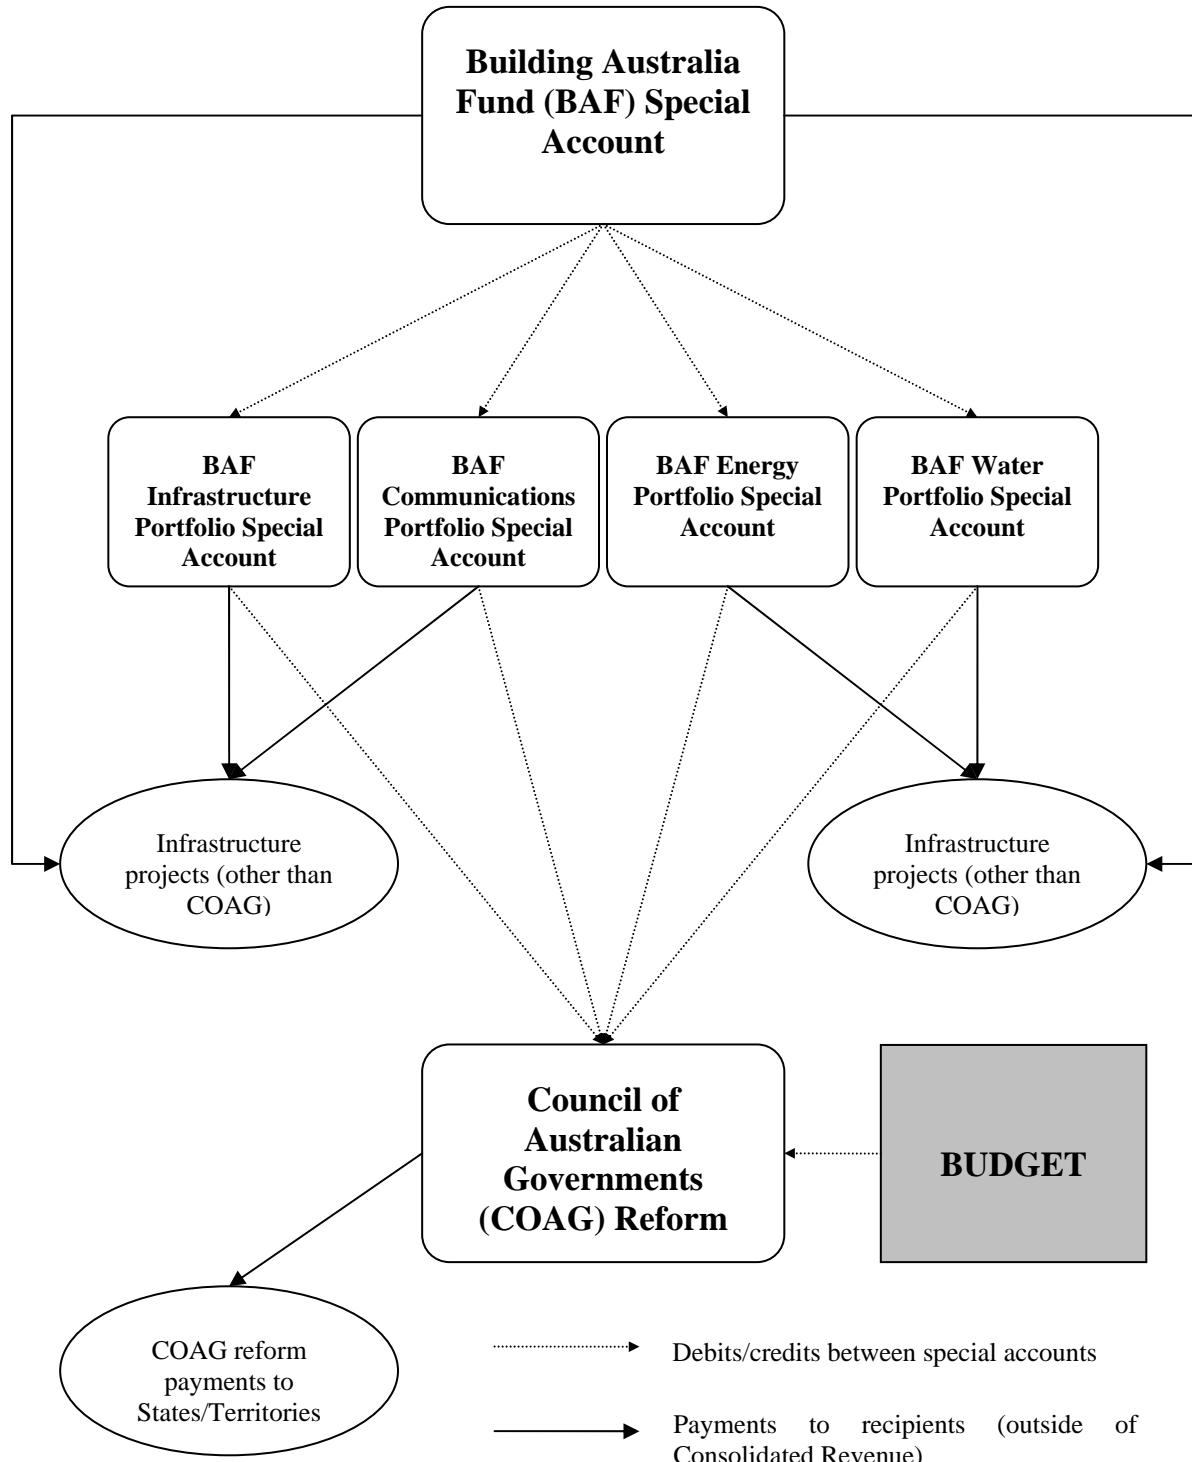 Building Australia
Fund (BAF) Special
Account
BAF
Infrastructure
Portfolio Special
Account
BAF
Communications
Portfolio Special
Account
BAF Energy
Portfolio Special
Account
BAF Water
Portfolio Special
Account
Infrastructure
projects (other than
COAG)
Infrastructure
projects (other than
COAG)
Council of
Australian
Governments
(COAG) Reform
BUDGET
COAG reform
payments to
States/Territories
Debits/credits between special accounts
Payments to recipients (outside of
Consolidated Revenue)